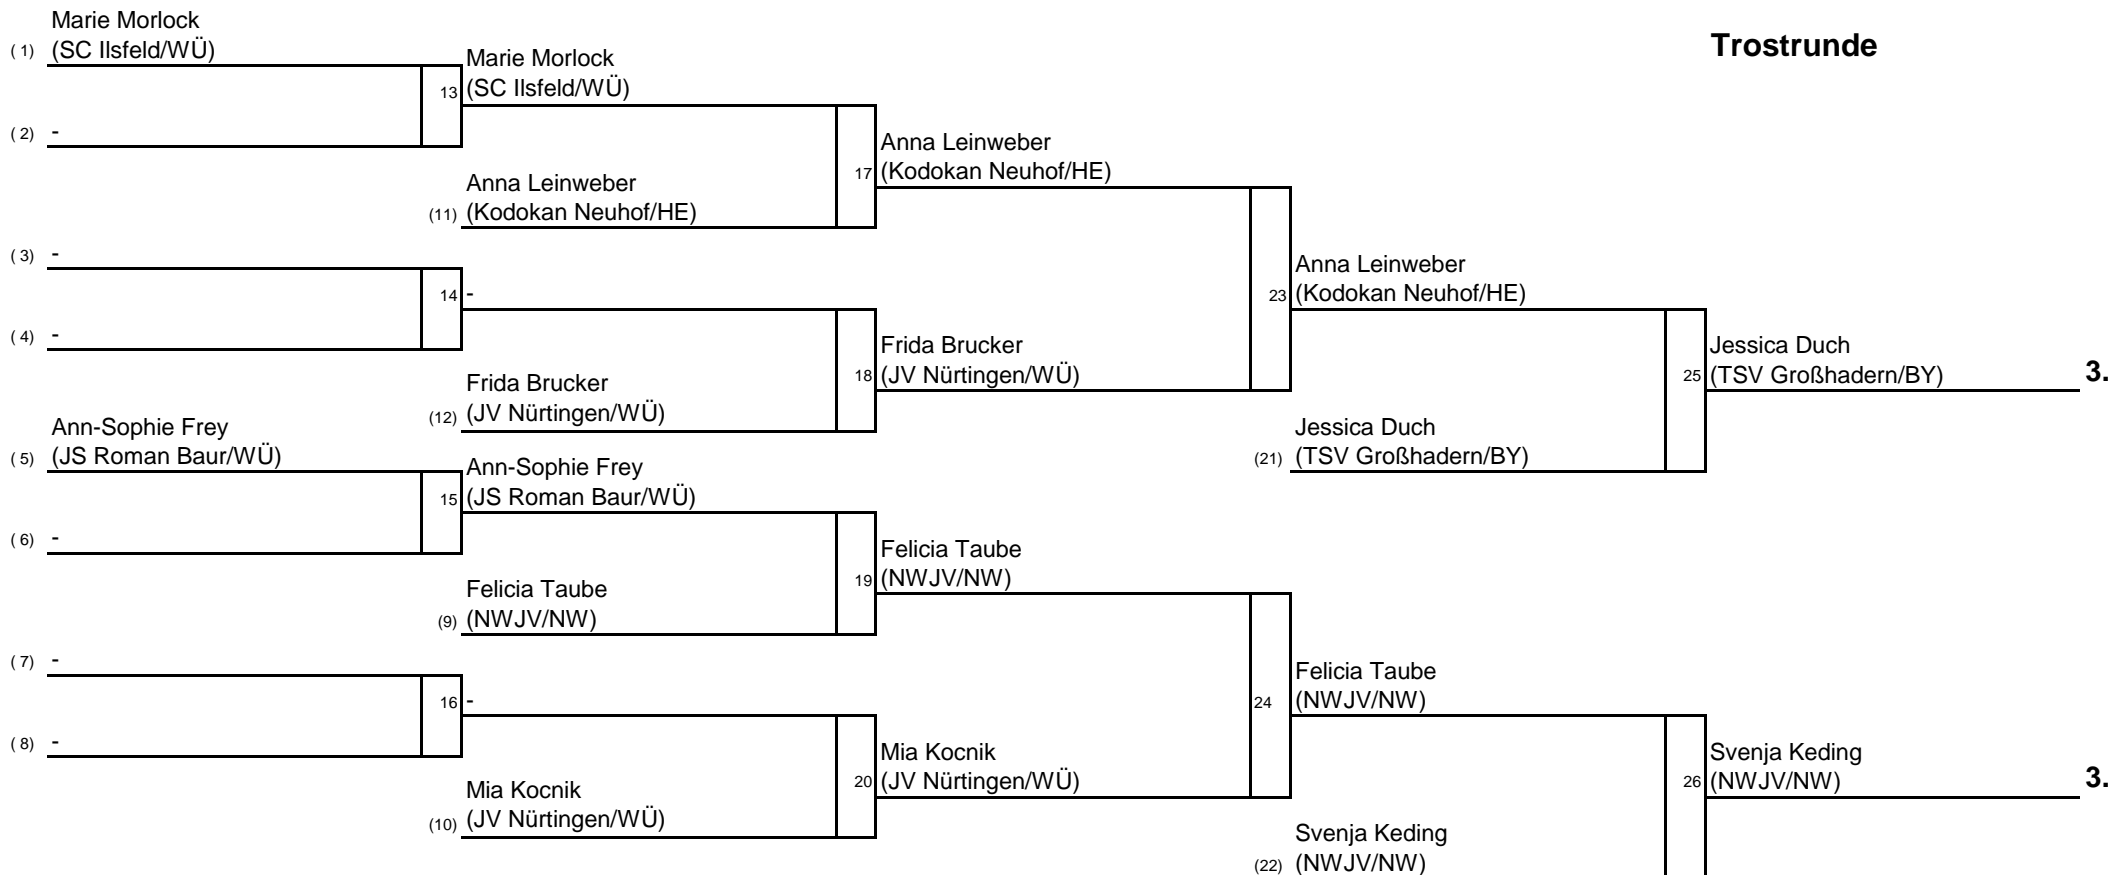 Trostrunde
Marie Morlock
( 1) (SC Ilsfeld/WÜ)
( 2) -
( 3) -
( 4) -
Ann-Sophie Frey
( 5) (JS Roman Baur/WÜ)
( 6) -
( 7) -
( 8) -
Marie Morlock
13 (SC Ilsfeld/WÜ)
Anna Leinweber
(11) (Kodokan Neuhof/HE)
14 -
Frida Brucker
(12) (JV Nürtingen/WÜ)
Ann-Sophie Frey
15 (JS Roman Baur/WÜ)
Felicia Taube
(9) (NWJV/NW)
16 -
Mia Kocnik
(10) (JV Nürtingen/WÜ)
Anna Leinweber
17 (Kodokan Neuhof/HE)
Frida Brucker
18 (JV Nürtingen/WÜ)
Felicia Taube
19 (NWJV/NW)
Mia Kocnik
20 (JV Nürtingen/WÜ)
Anna Leinweber
23 (Kodokan Neuhof/HE)
Jessica Duch
(21) (TSV Großhadern/BY)
Felicia Taube
24 (NWJV/NW)
Svenja Keding
(22) (NWJV/NW)
Jessica Duch
25 (TSV Großhadern/BY) 3.
Svenja Keding
26 (NWJV/NW) 3.